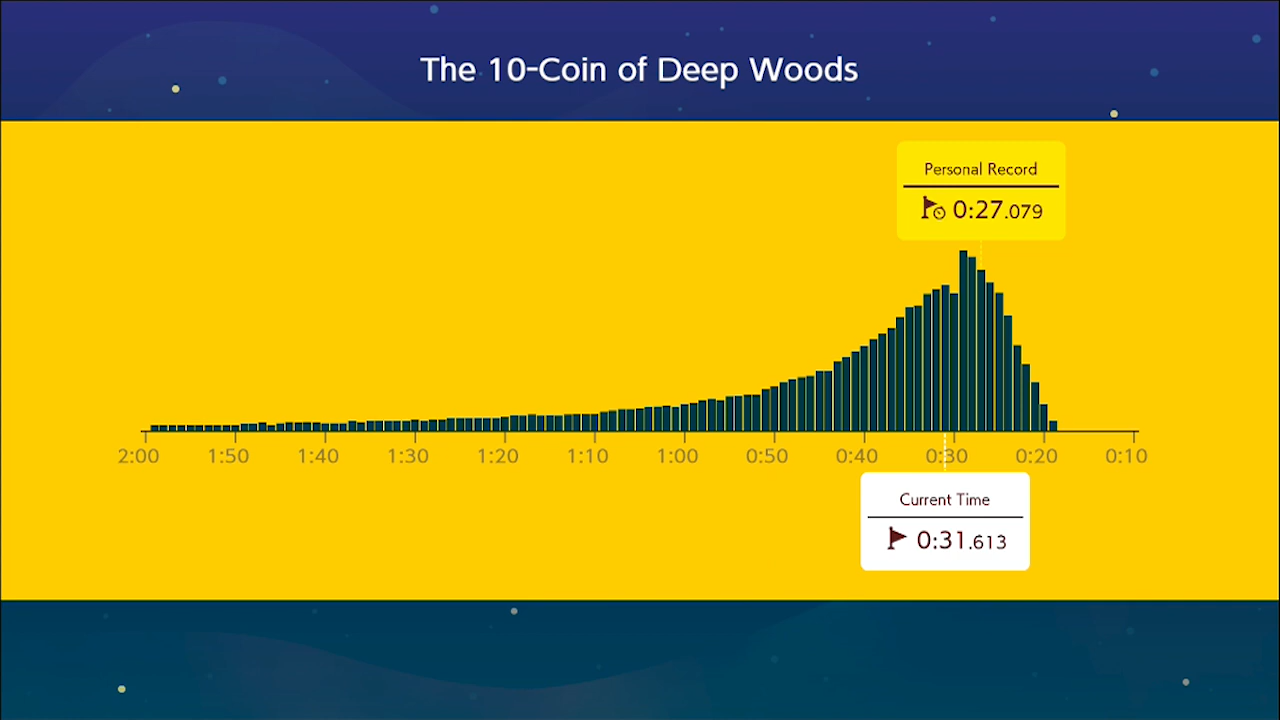 The 10-Coin of Deep Woods
Personal Record
0:27.079
2:00 1:50 1:40 1:30 1:20 1:10 1:00 0:50 0:40 0:30 0:20 0:10
Current Time
0:31.613